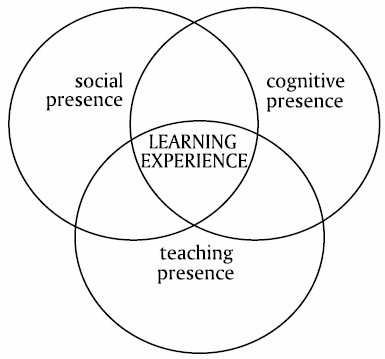 social
presence
cognitive
presence
LEARNING
EXPERIENCE
teaching
presence